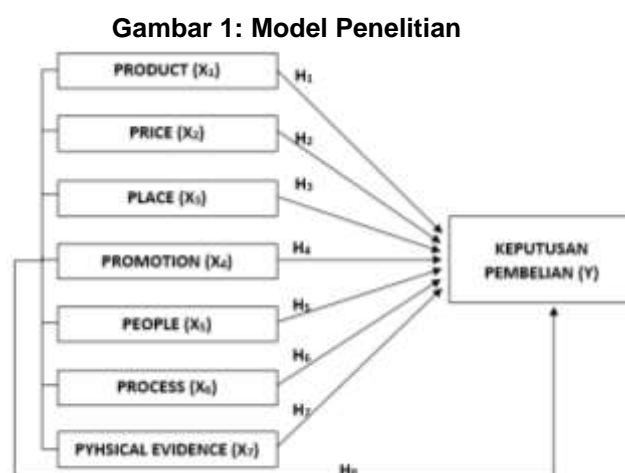 Gambar 1: Model Penelitian
PRODUCT (X₁)
H₁
PRICE (X₂)
H₂
PLACE (X₃)
H₃
PROMOTION (X₄)
H₄
KEPUTUSAN
PEMBELIAN (Y)
PEOPLE (X₅)
H₅
PROCESS (X₆)
H₆
PYHSICAL EVIDENCE (X₇)
H₇